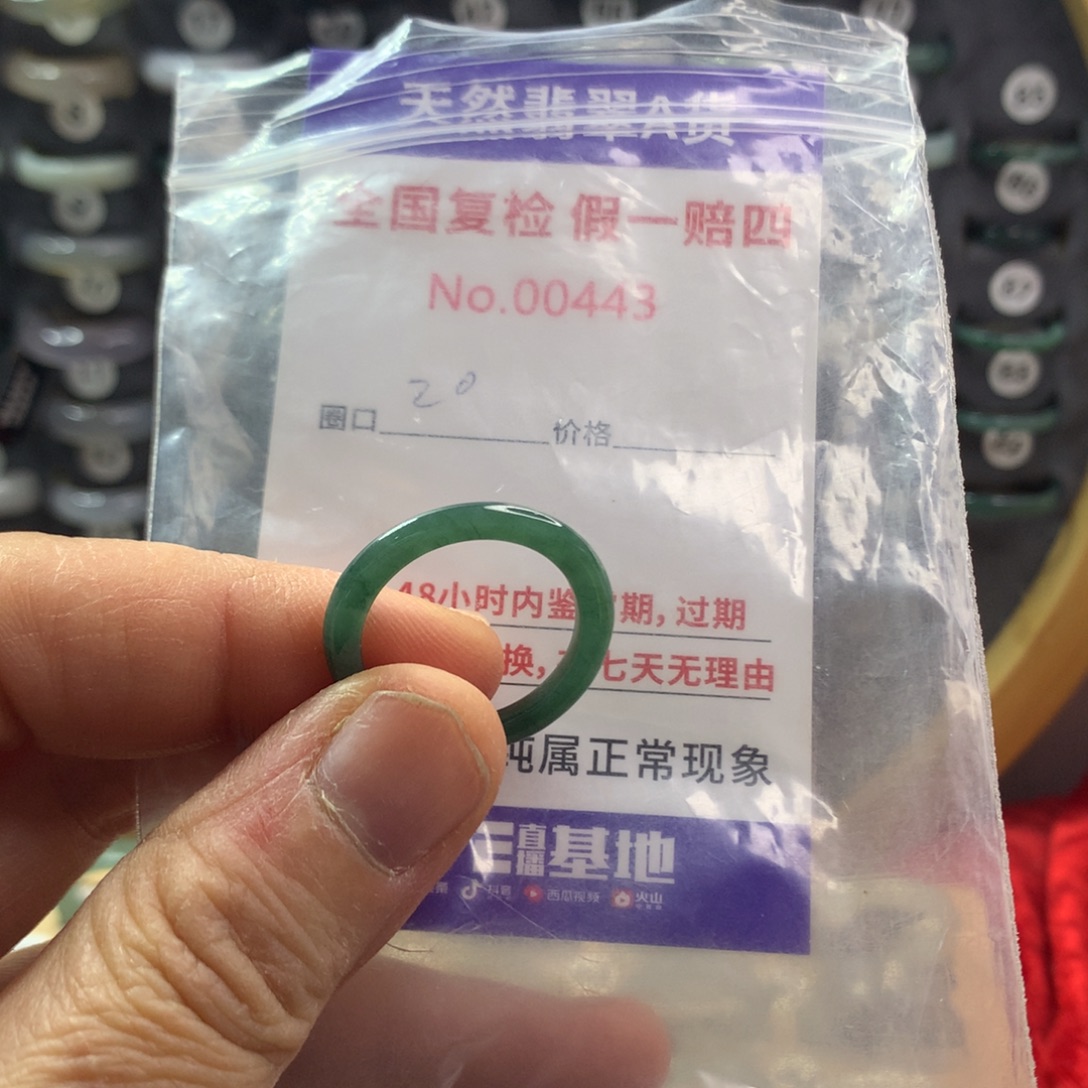 天然翡翠A货
全国复检 假一赔四
No.00443
20
圈口 价格
48小时内鉴 期,过期
换, 七天无理由
纯属正常现象
直播基地
抖音 西瓜视频 火山